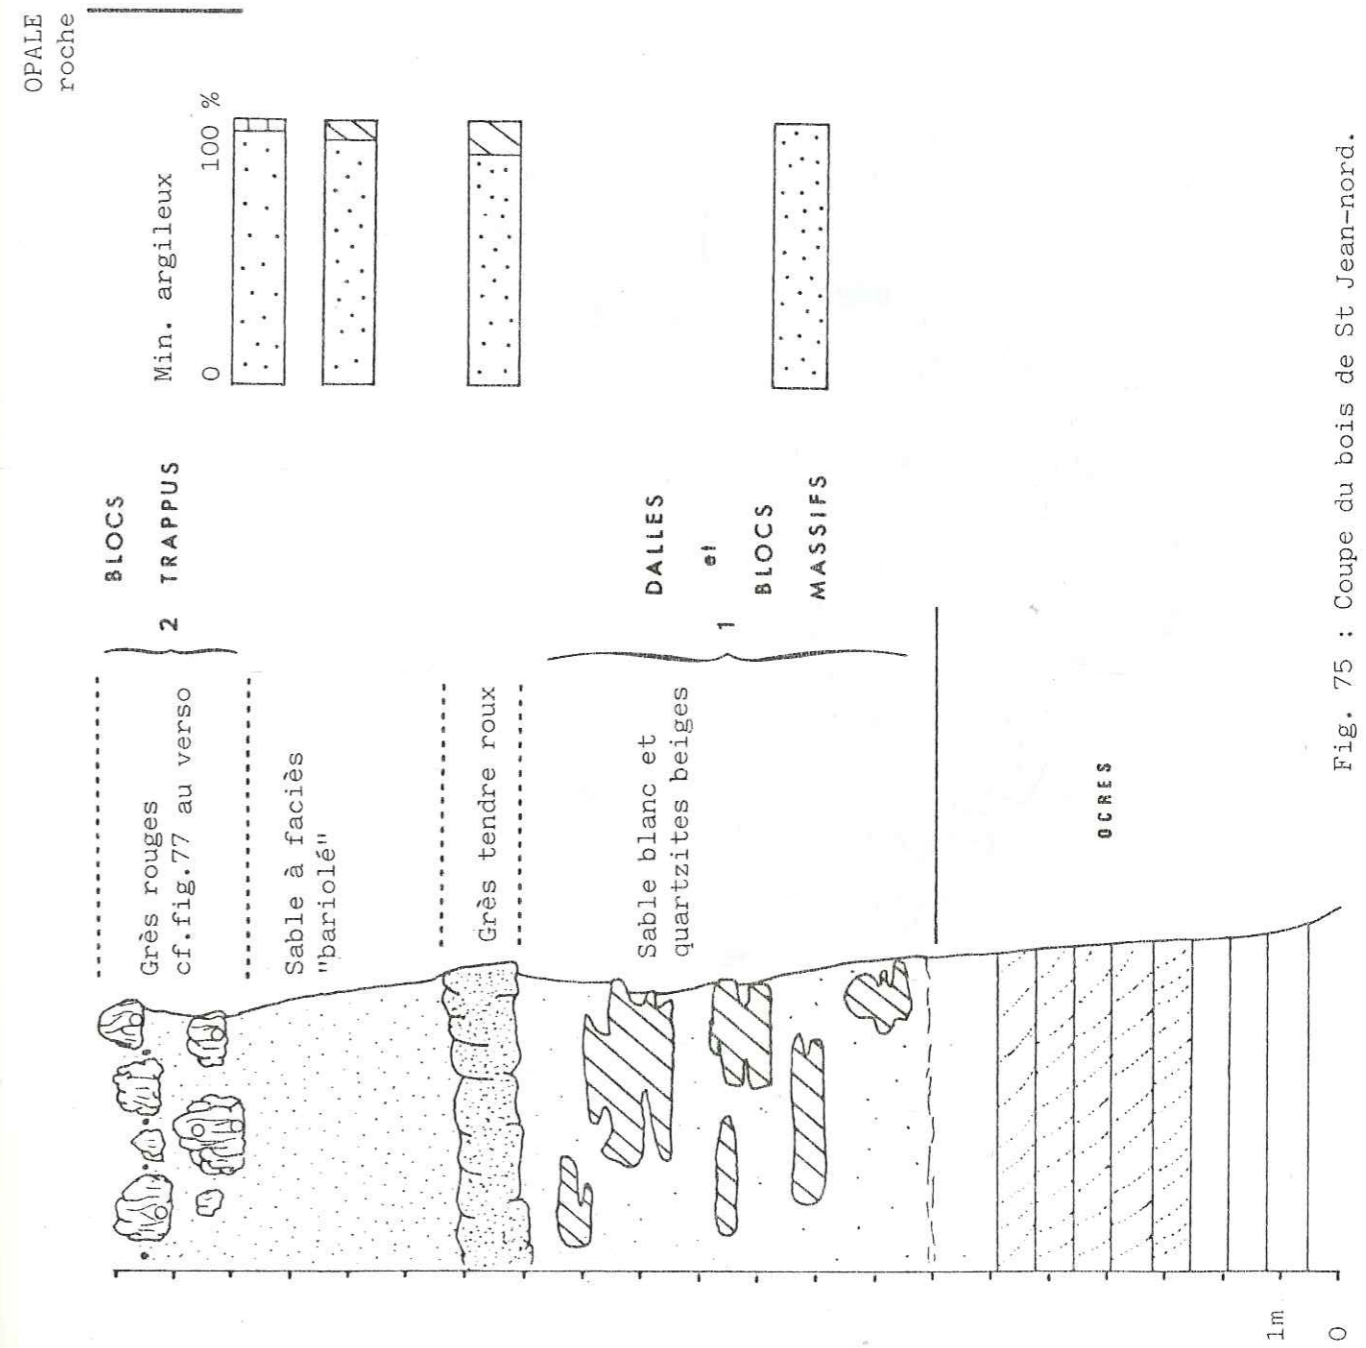 OPALE
roche
Min. argileux
0 100 %
BLOCS
2 TRAPPUS
Grès rouges
cf.fig.77 au verso
Sable à faciès
"bariolé"
Grès tendre roux
DALLES
et
1 BLOCS
MASSIFS
Sable blanc et
quartzites beiges
OCRES
1m
0
Fig. 75 : Coupe du bois de St Jean-nord.